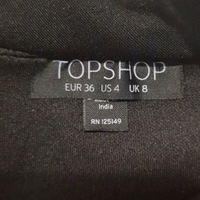 TOPSHOP
EUR 36 US 4 UK 8
India
RN 125149